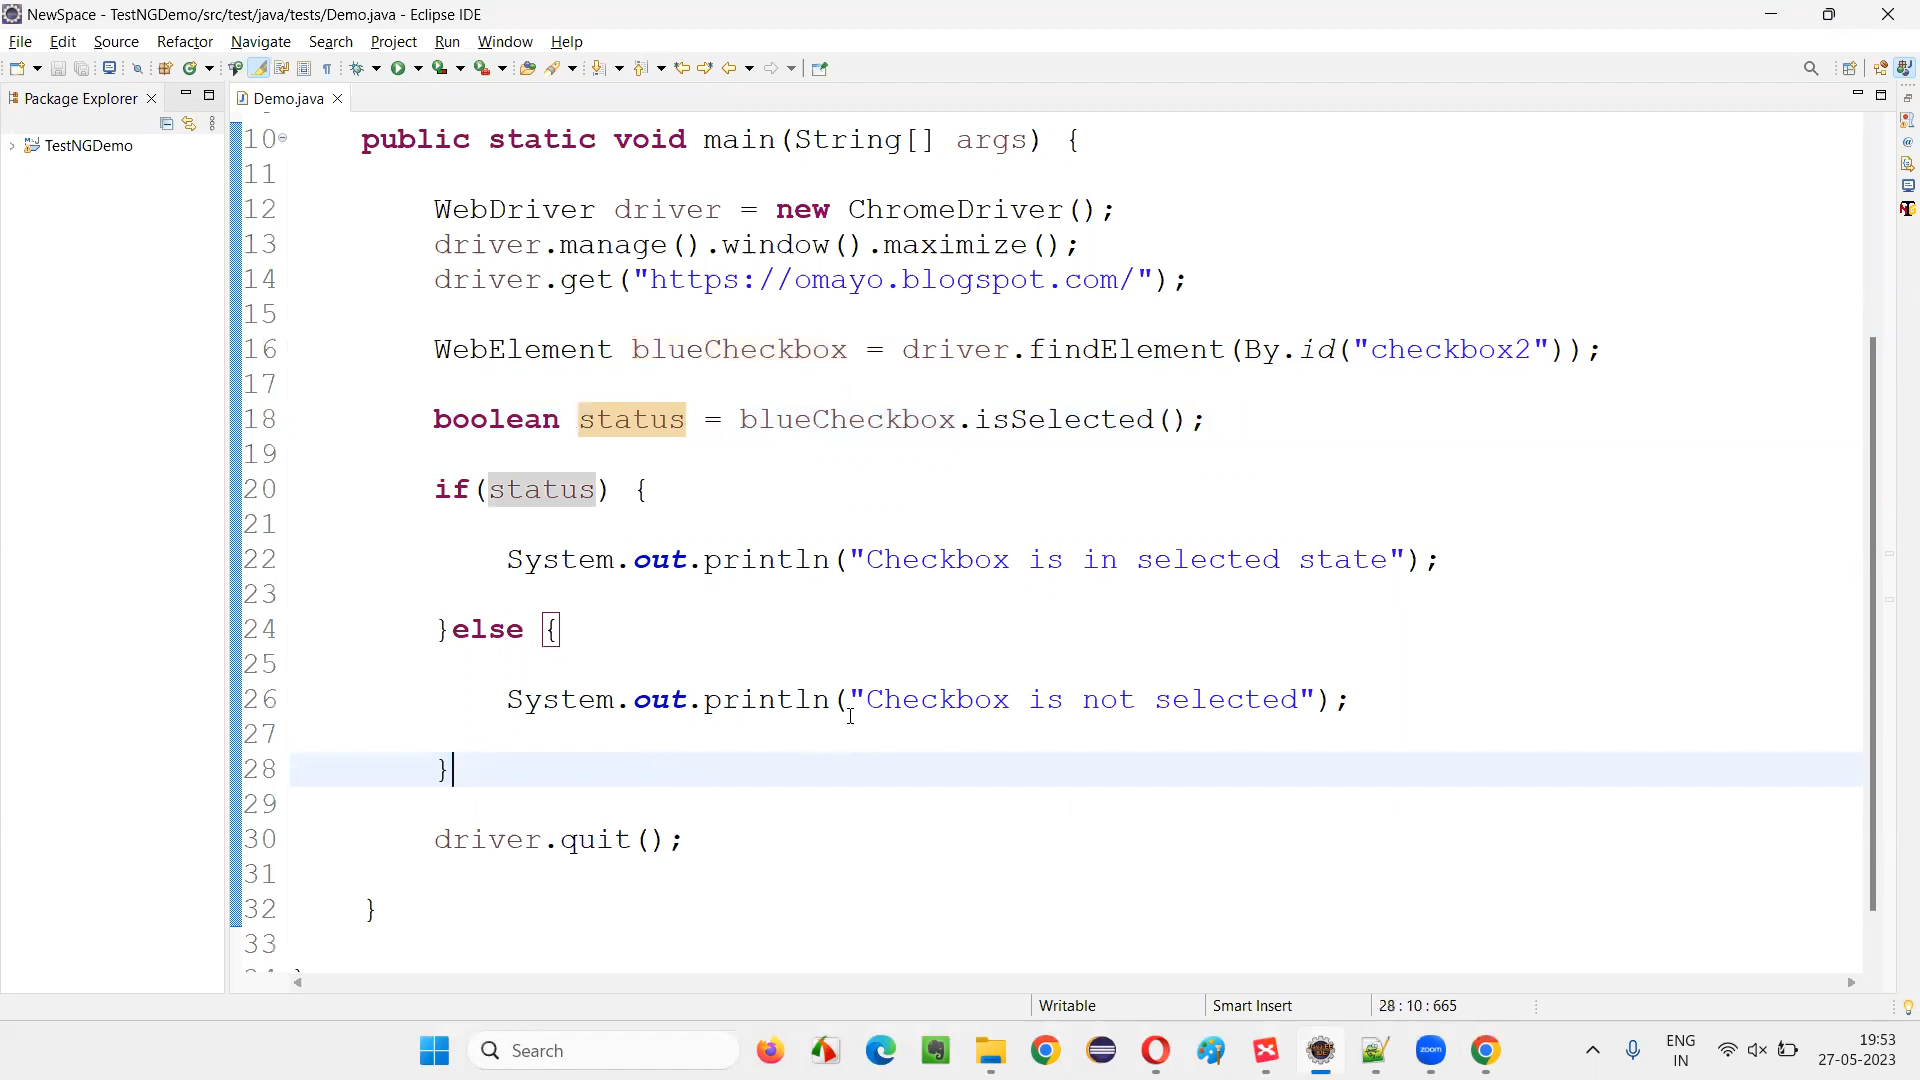 NewSpace - TestNGDemo/src/test/java/tests/Demo.java - Eclipse IDE
File Edit Source Refactor Navigate Search Project Run Window Help
Package Explorer
Demo.java
TestNGDemo
10 public static void main(String[] args) {
11
12 WebDriver driver = new ChromeDriver();
13 driver.manage().window().maximize();
14 driver.get("https://omayo.blogspot.com/");
15
16 WebElement blueCheckbox = driver.findElement(By.id("checkbox2"));
17
18 boolean status = blueCheckbox.isSelected();
19
20 if(status) {
21
22 System.out.println("Checkbox is in selected state");
23
24 }else {
25
26 System.out.println("Checkbox is not selected");
27
28 }
29
30 driver.quit();
31
32 }
33
Writable Smart Insert 28 : 10 : 665
Search
zoom
ENG
IN
19:53
27-05-2023